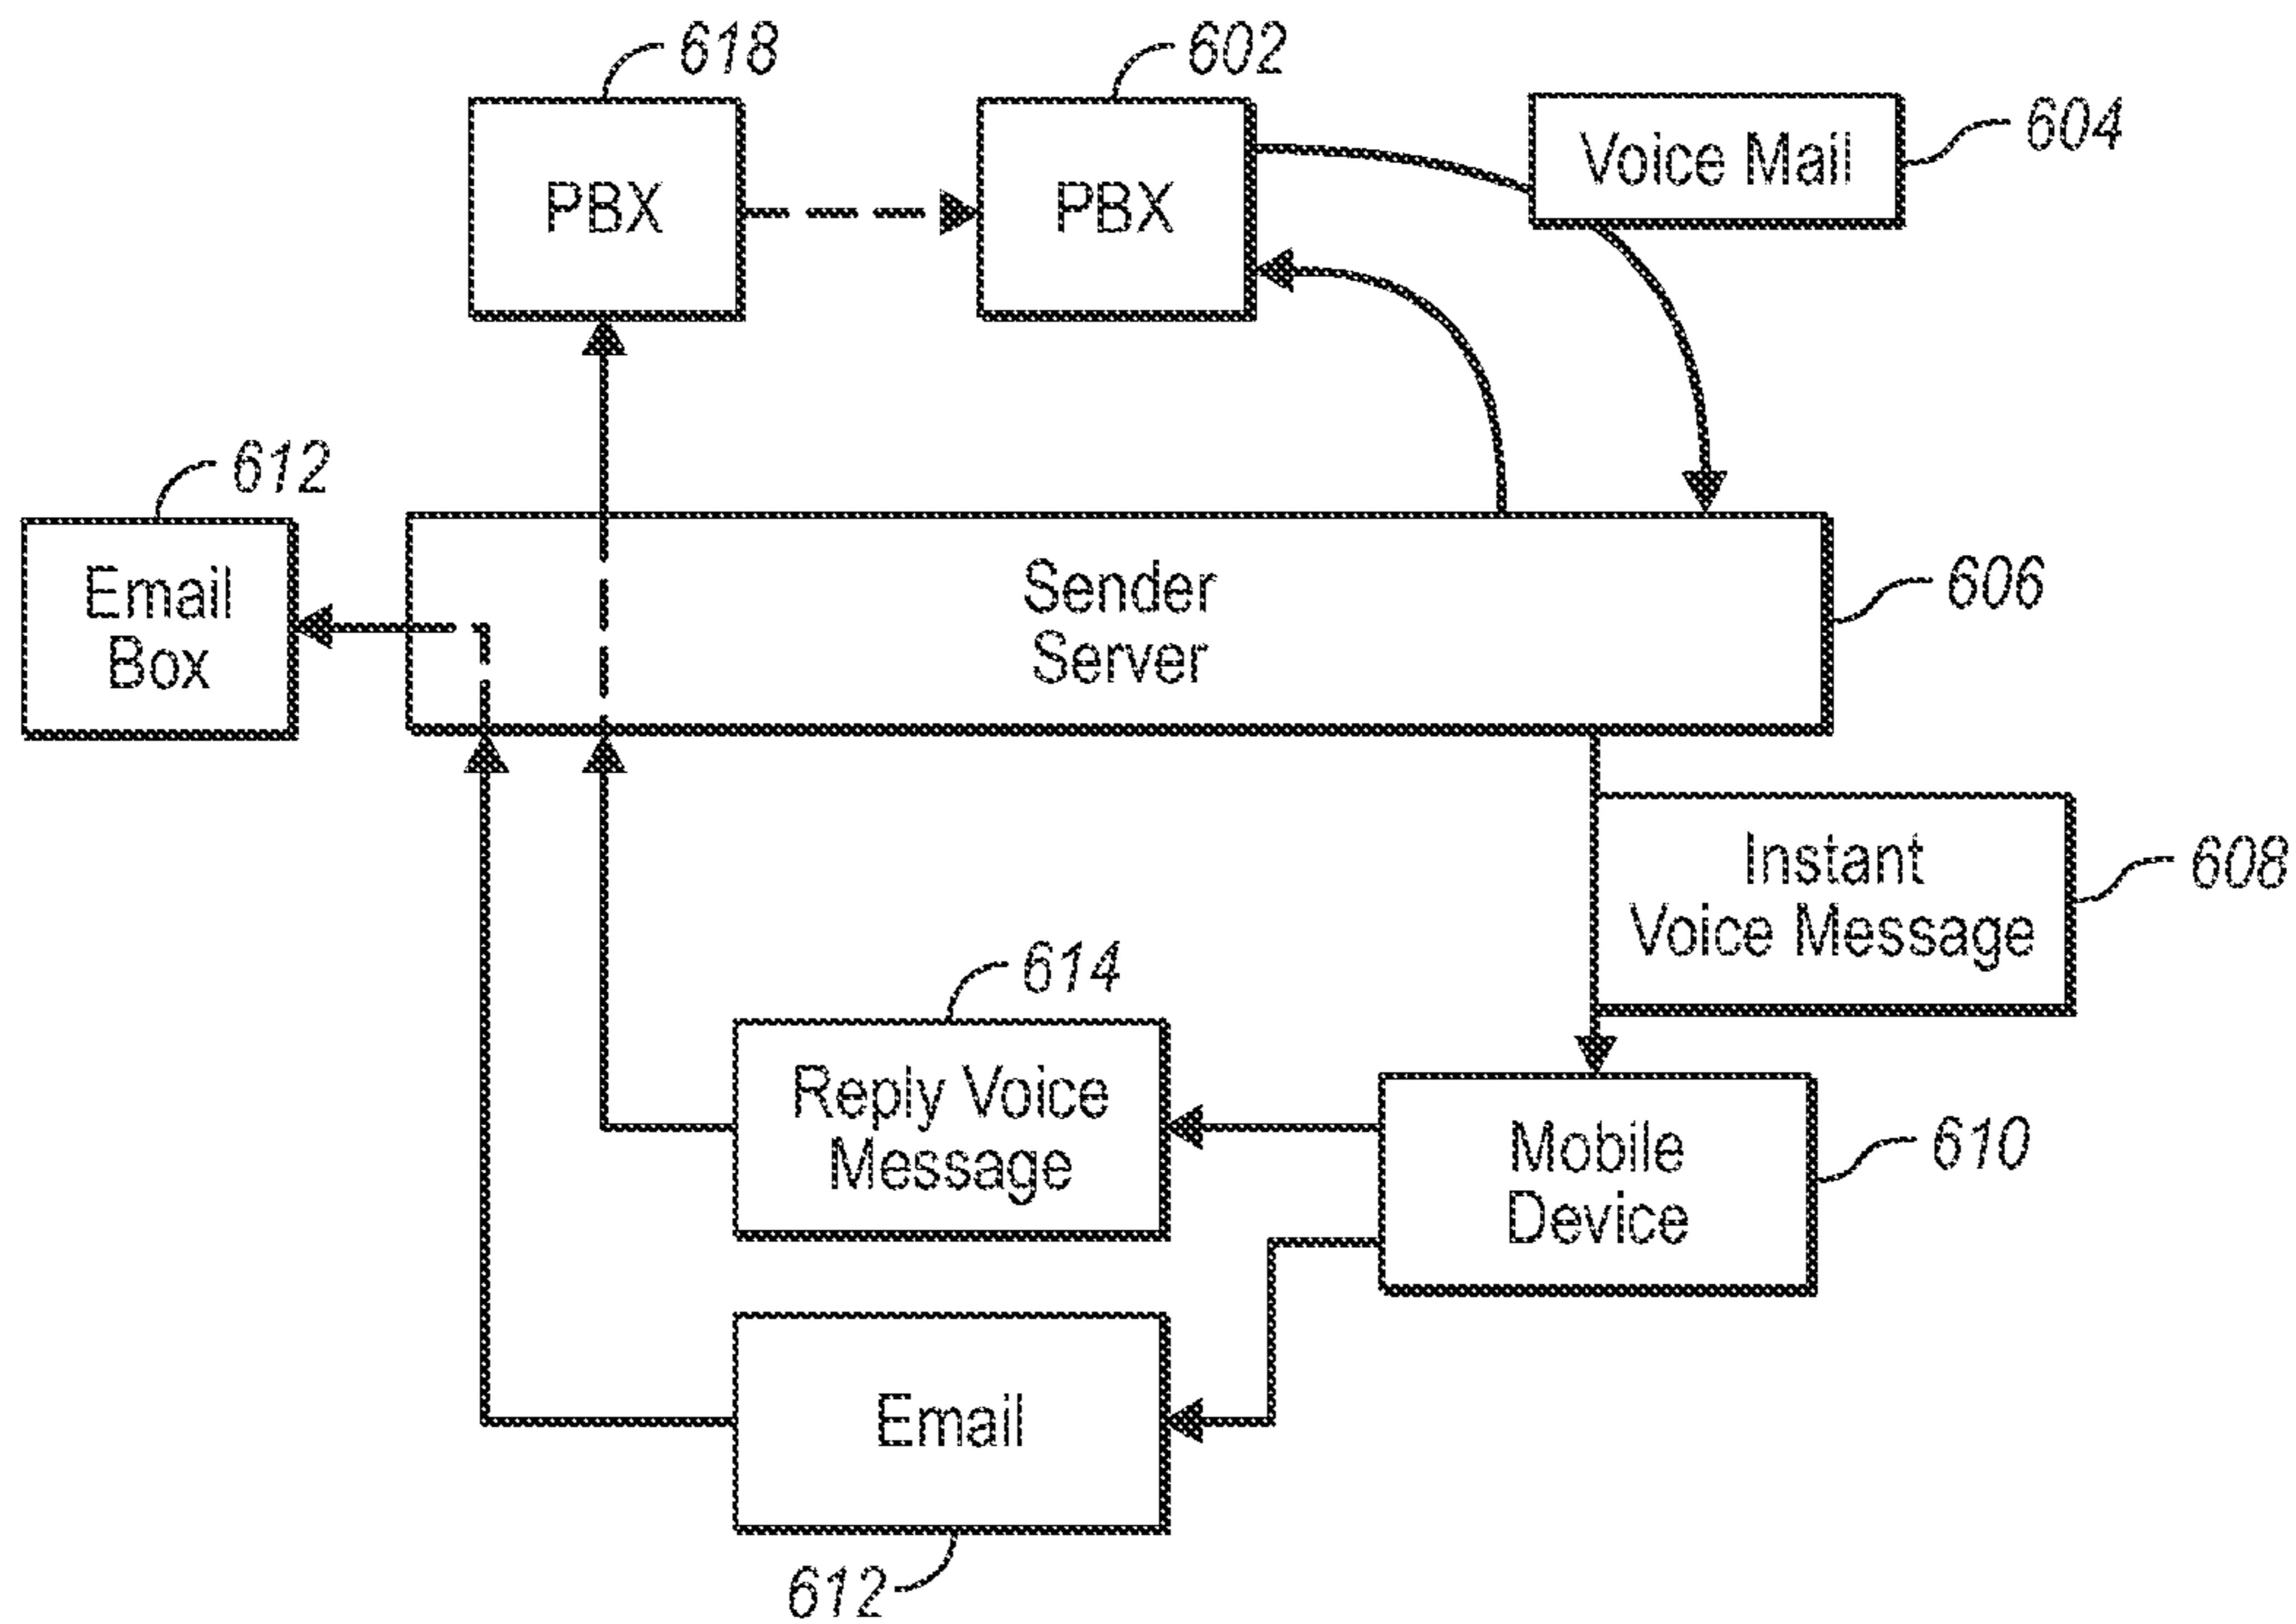 618
602
PBX
PBX
Voice Mail
604
612
Email
Box
Sender
Server
606
Instant
Voice Message
608
614
Reply Voice
Message
Mobile
Device
610
Email
612